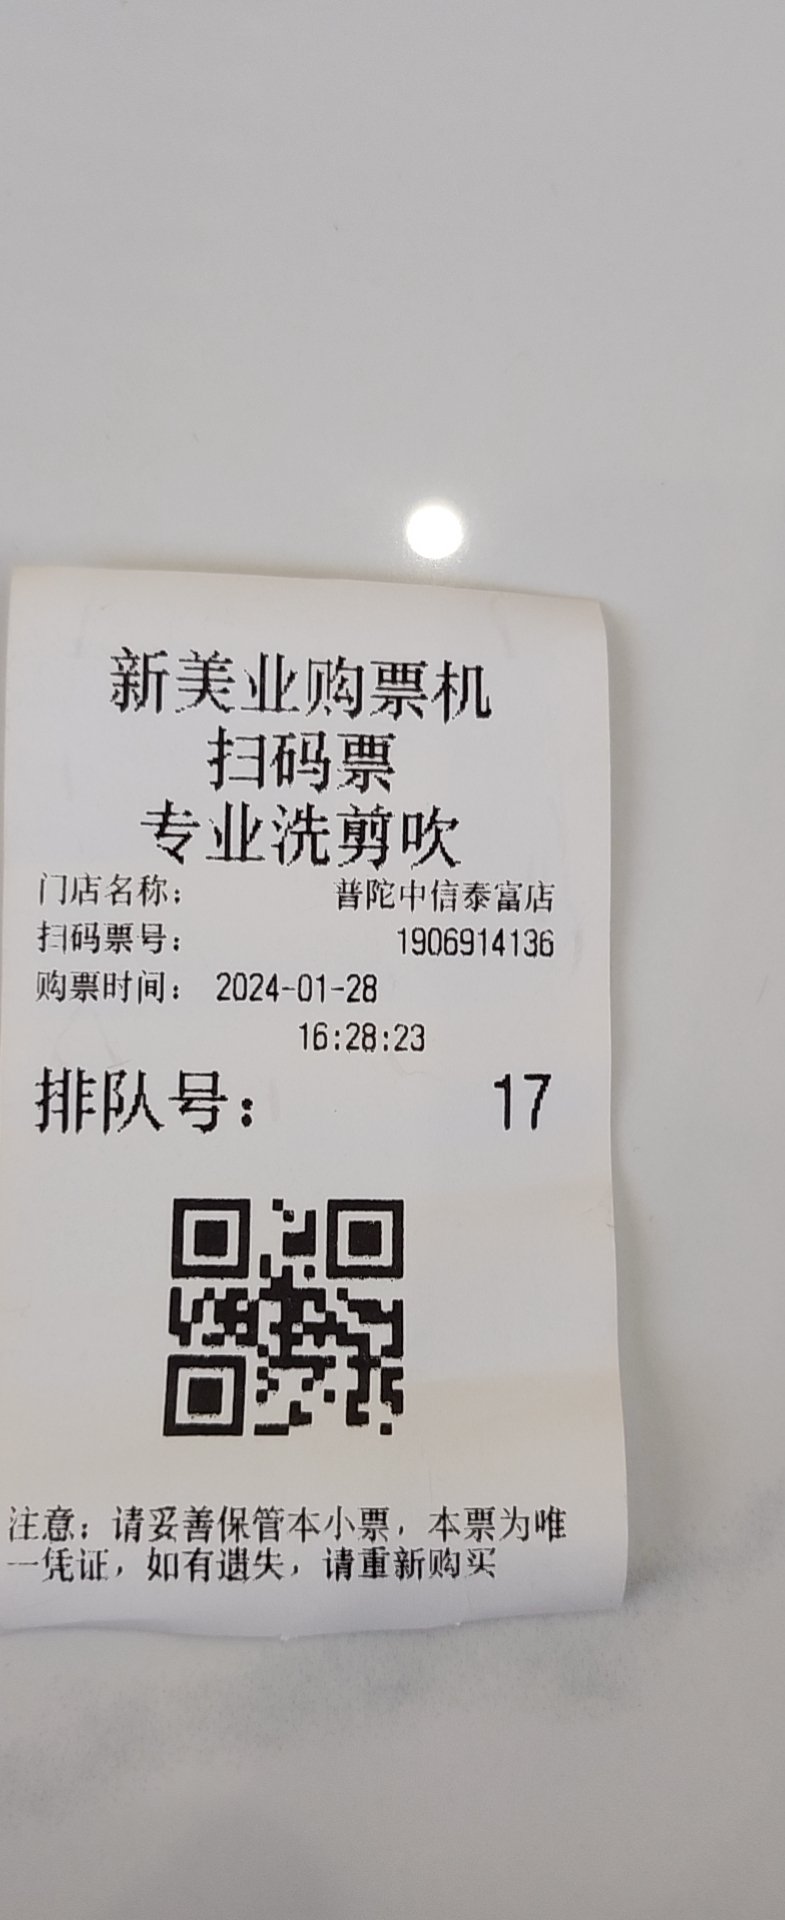 新美业购票机
扫码票
专业洗剪吹
门店名称： 普陀中信泰富店
扫码票号： 1906914136
购票时间： 2024-01-28
16:28:23
排队号： 17
注意：请妥善保管本小票，本票为唯
一凭证，如有遗失，请重新购买